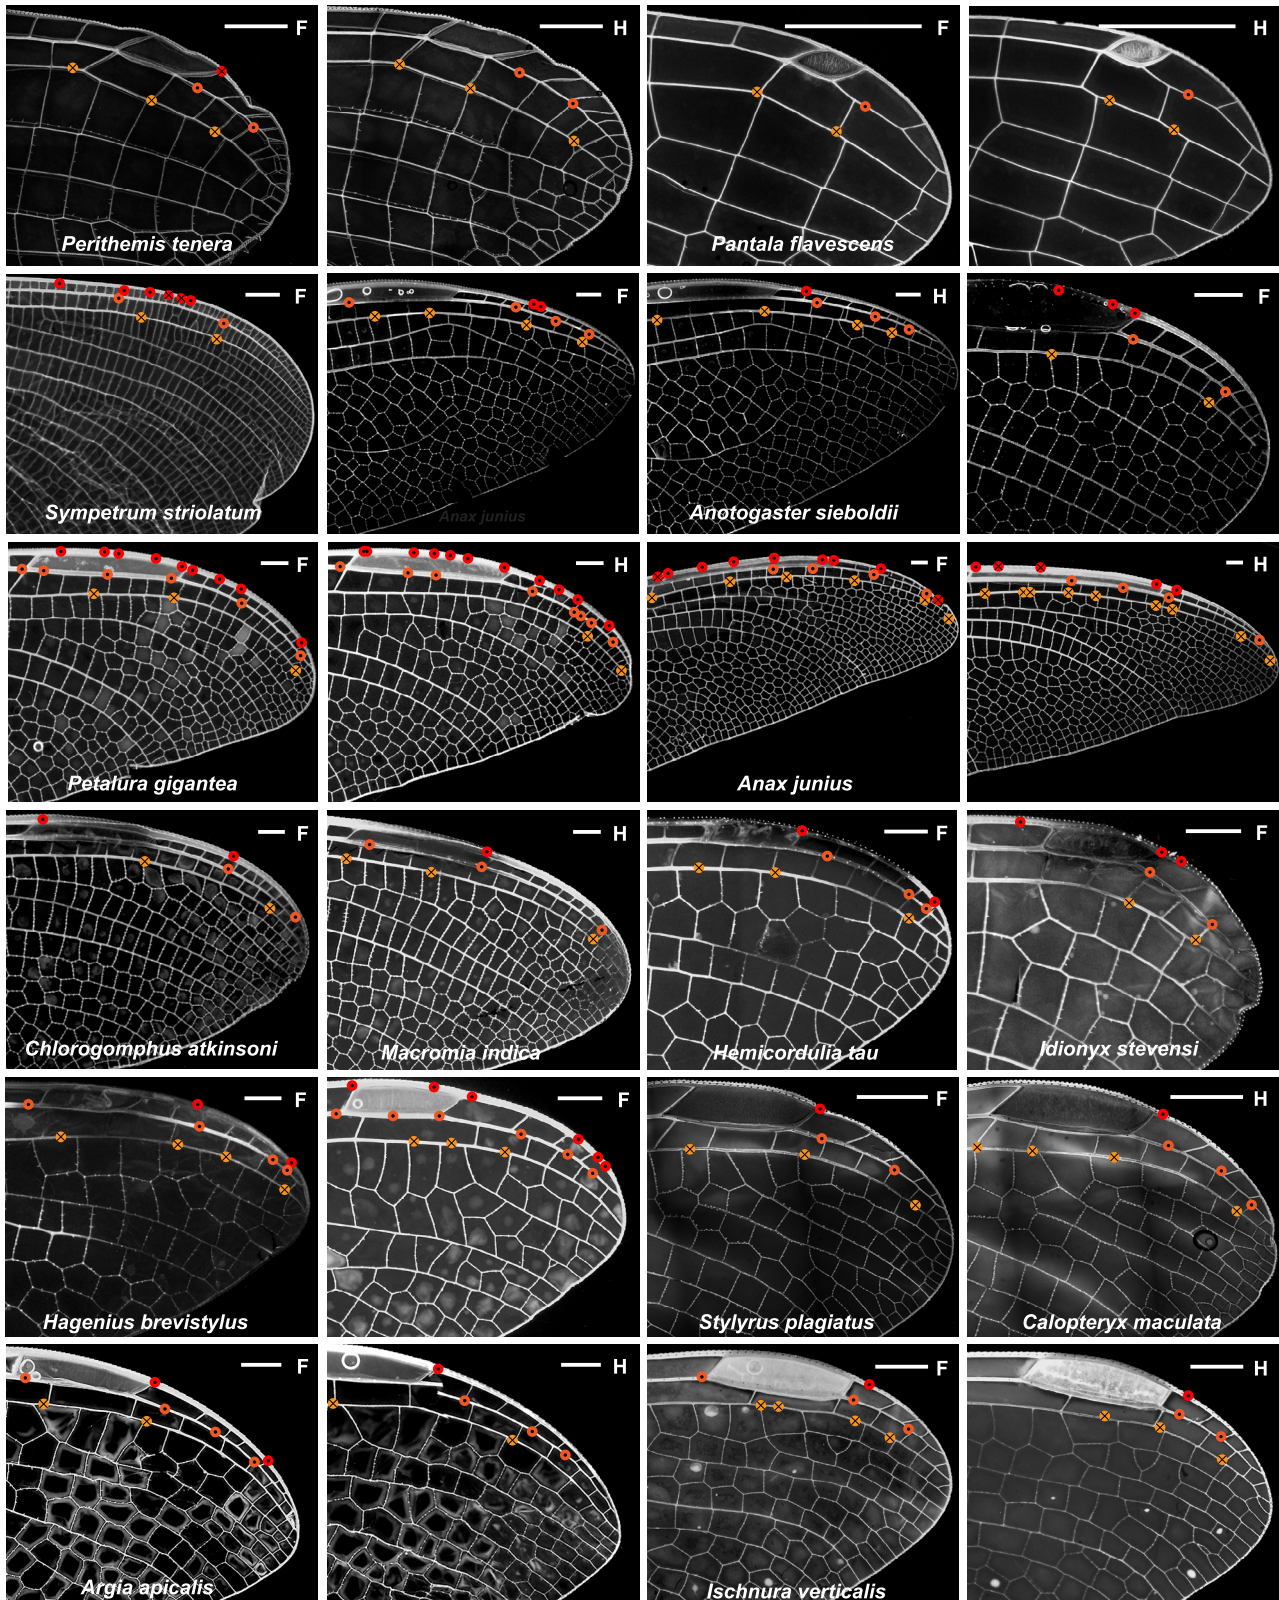 F H F H
Perithemis tenera Pantala flavescens
F F H F
Sympetrum striolatum Anax junius Anotogaster sieboldii
F H F H
Petalura gigantea Anax junius
F H F F
Chlorogomphus atkinsoni Macromia indica Hemicordulia tau Idionyx stevensi
F F F H
Hagenius brevistylus Stylyrus plagiatus Calopteryx maculata
F H F H
Argia apicalis Ischnura verticalis